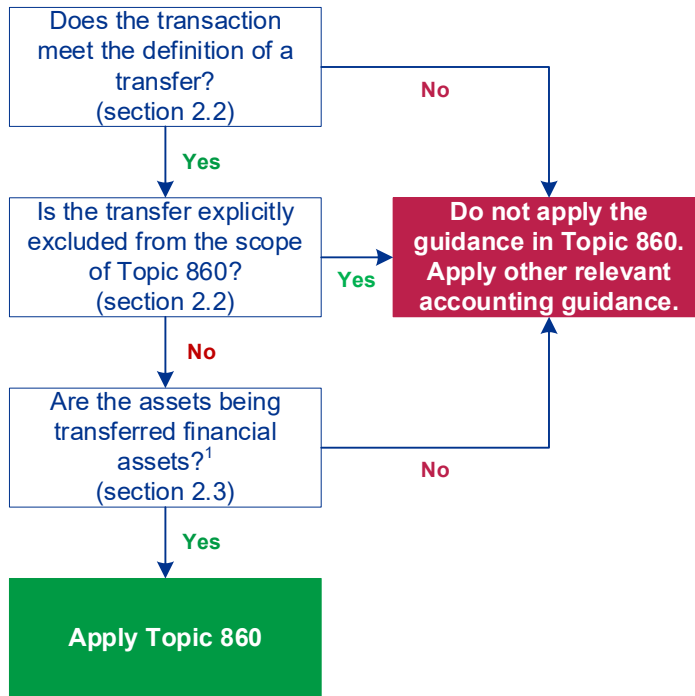 Does the transaction
meet the definition of a
transfer?
(section 2.2)
No
Yes
Is the transfer explicitly
excluded from the scope
of Topic 860?
(section 2.2)
Yes
Do not apply the
guidance in Topic 860.
Apply other relevant
accounting guidance.
No
Are the assets being
transferred financial
assets?¹
(section 2.3)
No
Yes
Apply Topic 860